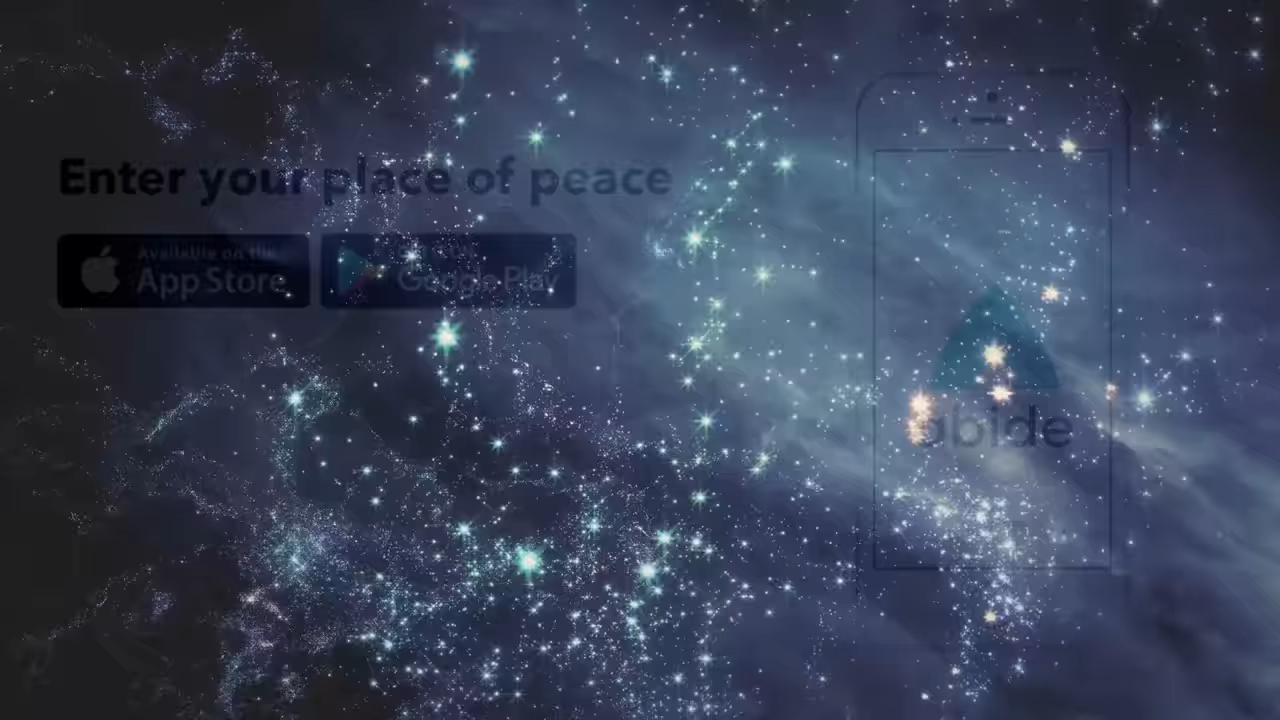 Enter your place of peace
Available on the
App Store
Google Play
abide